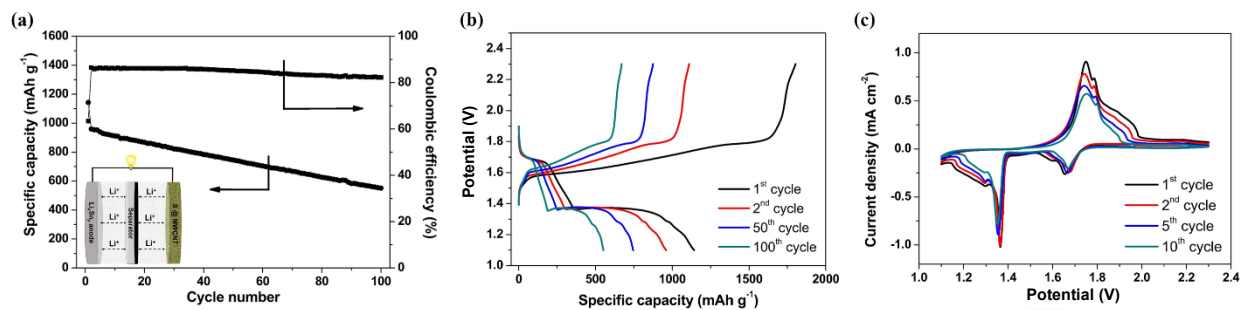 (a)
1600
1400
1200
1000
800
600
400
200
0
Specific capacity (mAh g⁻¹)
100
80
60
40
20
0
Coulombic efficiency (%)
0 20 40 60 80 100
Cycle number
Li⁺ Li⁺
Li⁺ Li⁺
Li⁺ Li⁺
Separator
S @ MWCNT
(b)
2.4
2.2
2.0
1.8
1.6
1.4
1.2
1.0
Potential (V)
1ˢᵗ cycle
2ⁿᵈ cycle
50ᵗʰ cycle
100ᵗʰ cycle
0 500 1000 1500 2000
Specific capacity (mAh g⁻¹)
(c)
1.0
0.5
0.0
-0.5
-1.0
Current density (mA cm⁻²)
1ˢᵗ cycle
2ⁿᵈ cycle
5ᵗʰ cycle
10ᵗʰ cycle
1.2 1.4 1.6 1.8 2.0 2.2 2.4
Potential (V)